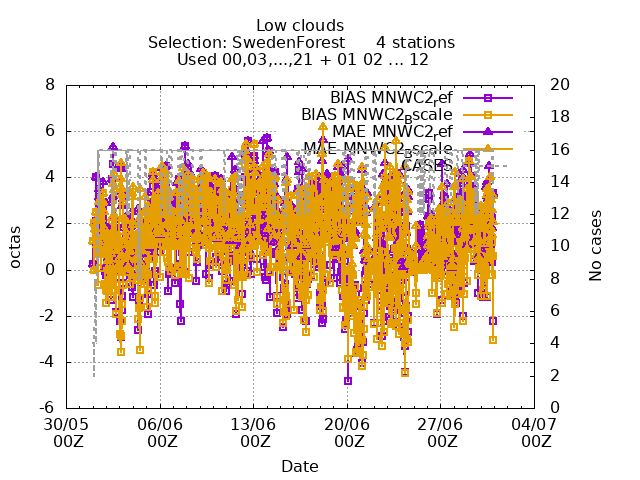 Low clouds
Selection: SwedenForest 4 stations
Used 00,03,...,21 + 01 02 ... 12
BIAS MNWC2_ref
BIAS MNWC2_Bscale
MAE MNWC2_ref
MAE MNWC2_Bscale
CASES
8
6
4
2
0
-2
-4
-6
octas
20
18
16
14
12
10
8
6
4
2
0
No cases
30/05 06/06 13/06 20/06 27/06 04/07
00Z 00Z 00Z 00Z 00Z 00Z
Date